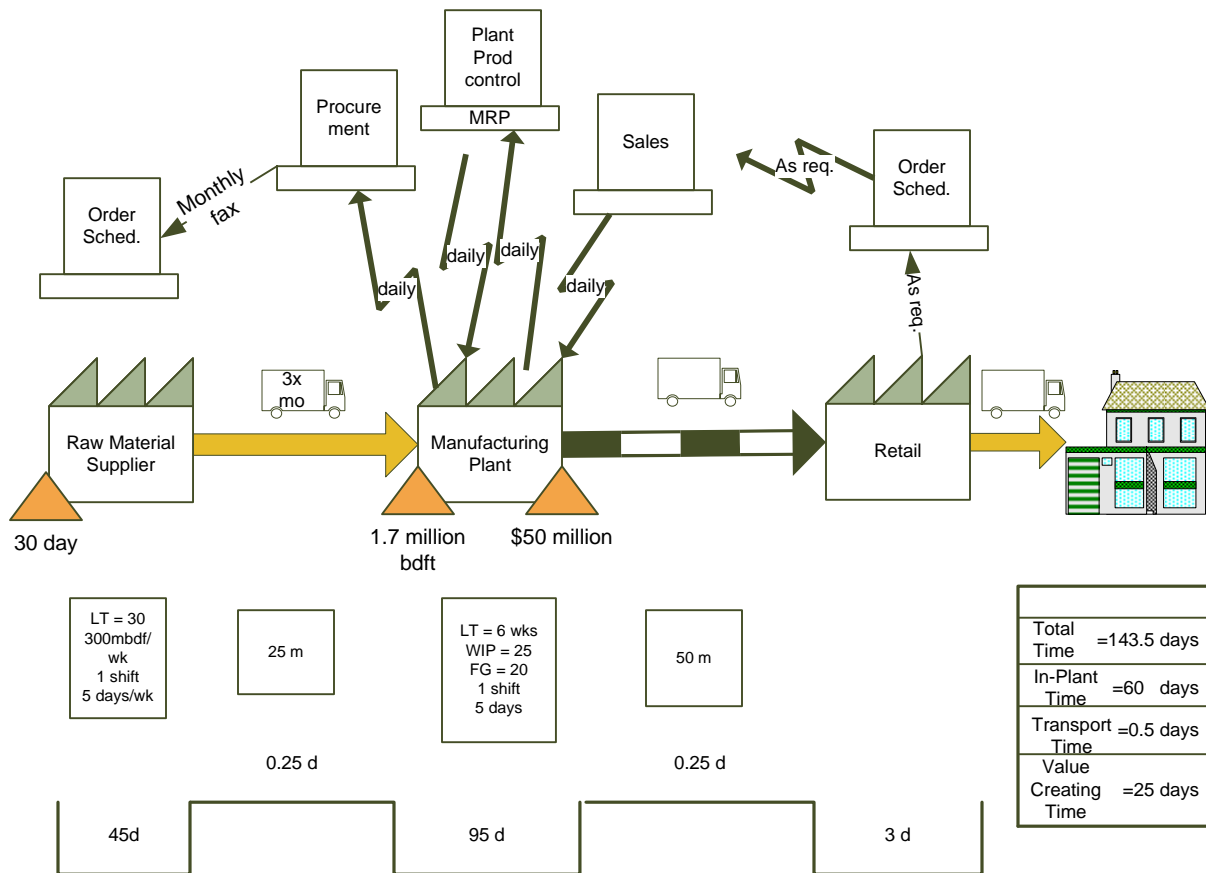 Plant
Prod
control
MRP
Procure
ment
Sales
Order
Sched.
Monthly
fax
Order
Sched.
As req.
daily
daily
daily
daily
As req.
3x
mo
Raw Material
Supplier
Manufacturing
Plant
Retail
30 day
1.7 million
bdft
$50 million
LT = 30
300mbdf/
wk
1 shift
5 days/wk
25 m
LT = 6 wks
WIP = 25
FG = 20
1 shift
5 days
50 m
Total
Time
=143.5 days
In-Plant
Time
=60 days
Transport
Time
=0.5 days
Value
Creating
Time
=25 days
0.25 d
0.25 d
45d
95 d
3 d